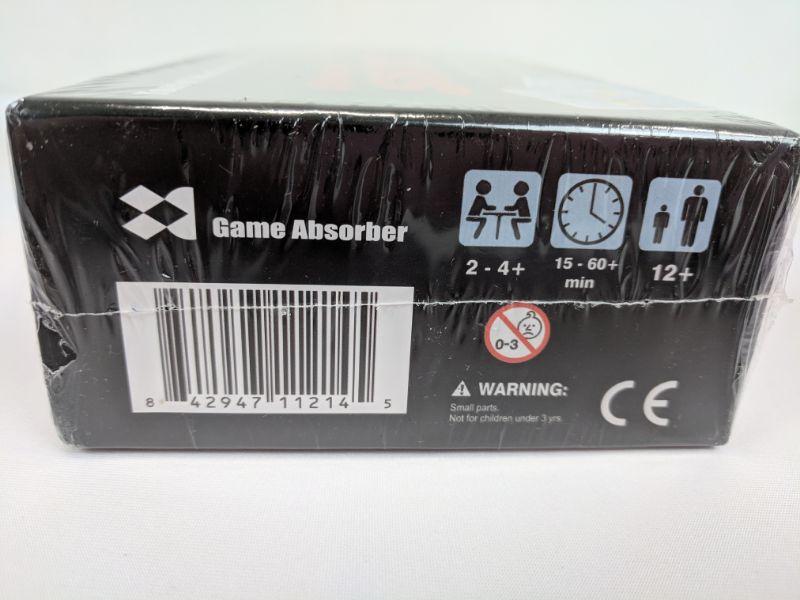 Game Absorber
2 - 4+
15 - 60+
min
12+
0-3
8 42947 11214 5
WARNING:
Small parts.
Not for children under 3 yrs.
CE